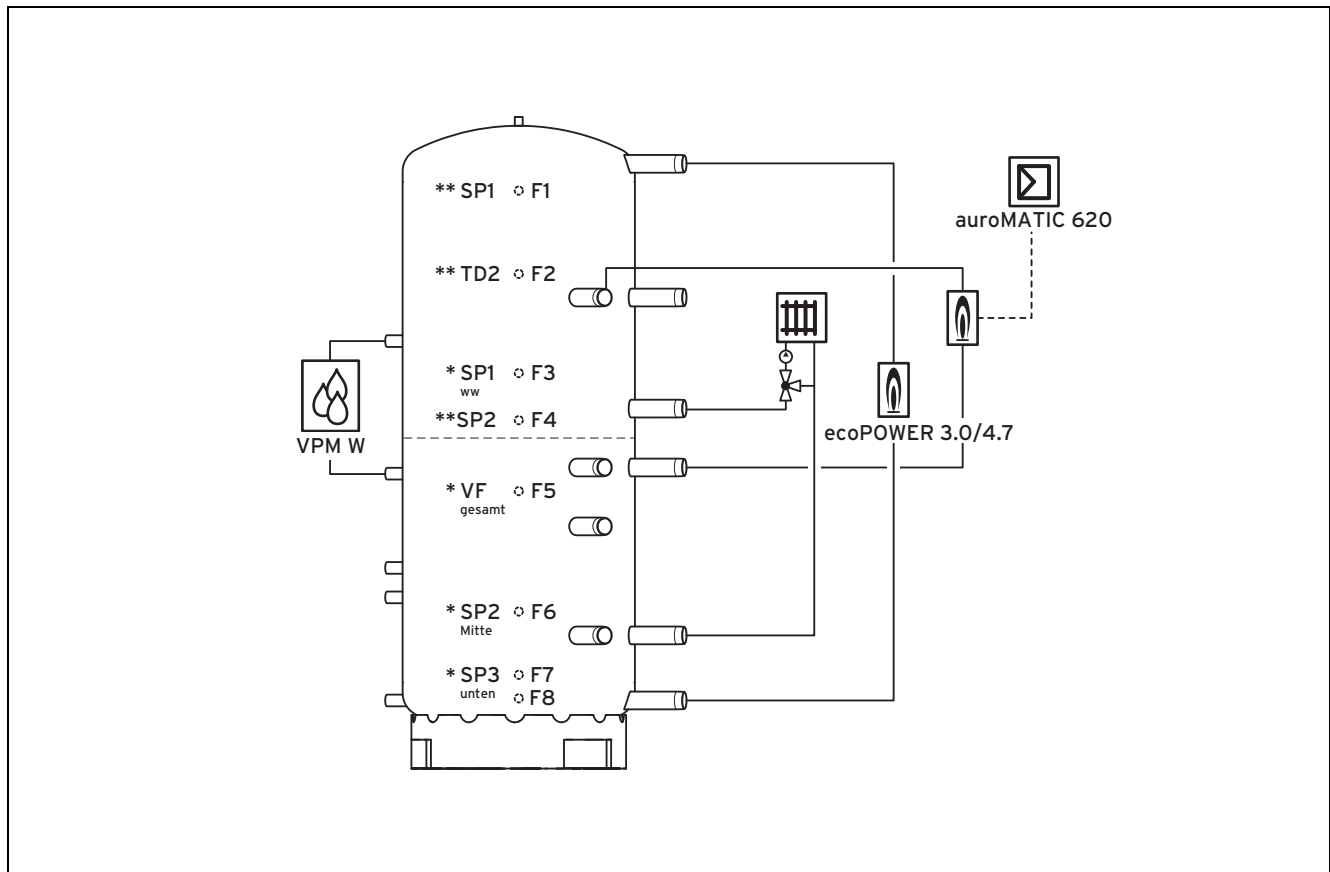 ** SP1 F1
auroMATIC 620
** TD2 F2
* SP1 F3
ww
**SP2 F4
ecoPOWER 3.0/4.7
VPM W
* VF F5
gesamt
* SP2 F6
Mitte
* SP3 F7
unten F8